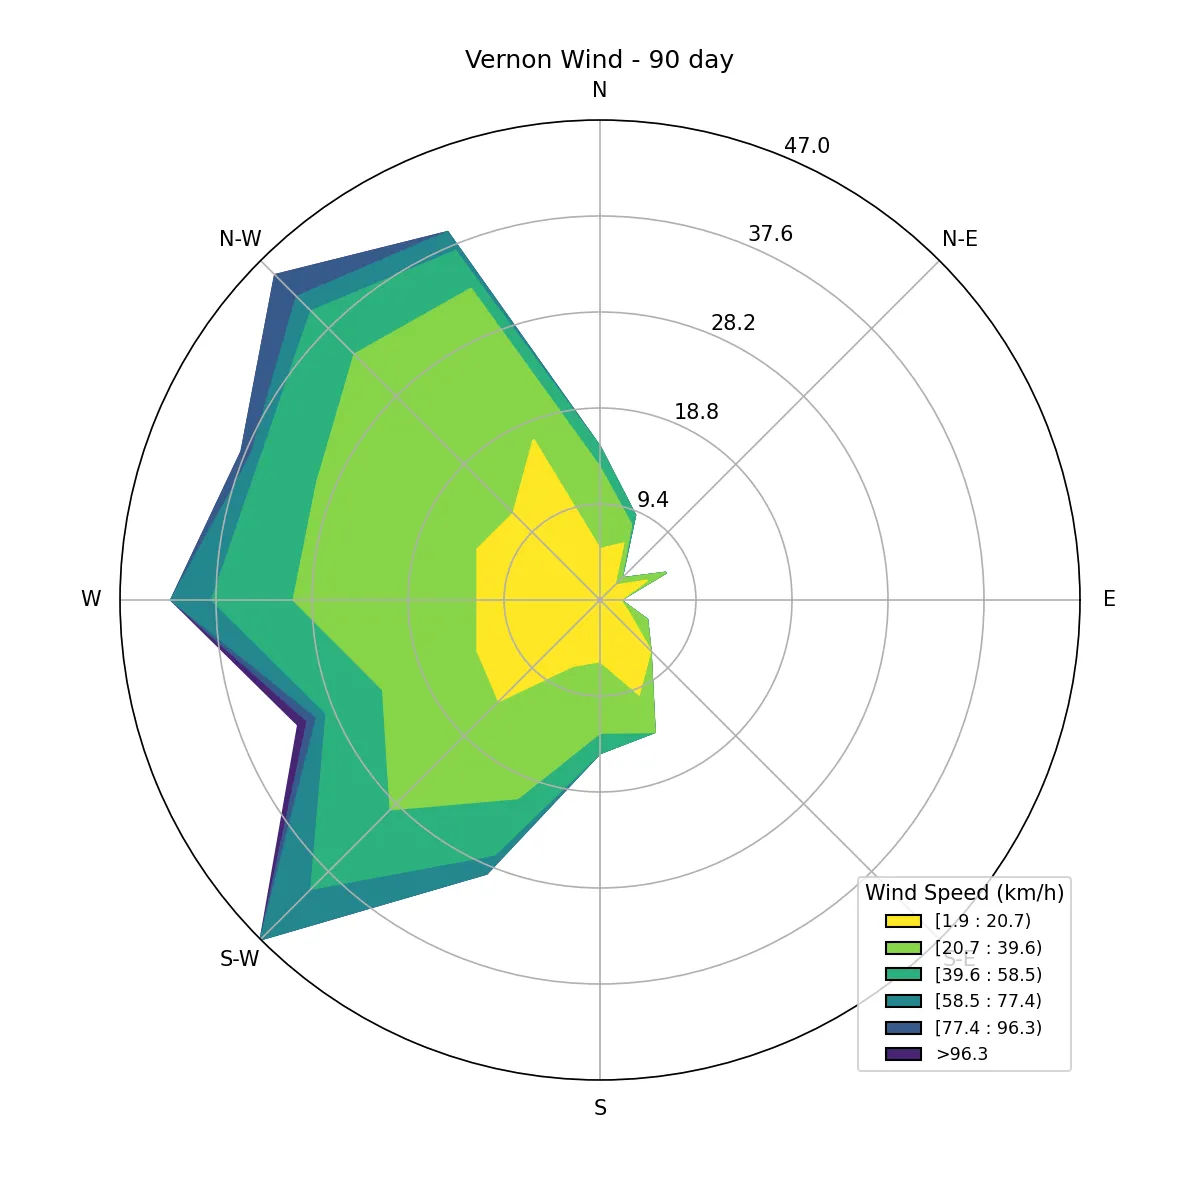 Vernon Wind - 90 day
N
47.0
N-W
37.6
N-E
28.2
18.8
9.4
W
E
Wind Speed (km/h)
[1.9 : 20.7)
[20.7 : 39.6)
S-W
S-E
[39.6 : 58.5)
[58.5 : 77.4)
[77.4 : 96.3)
>96.3
S